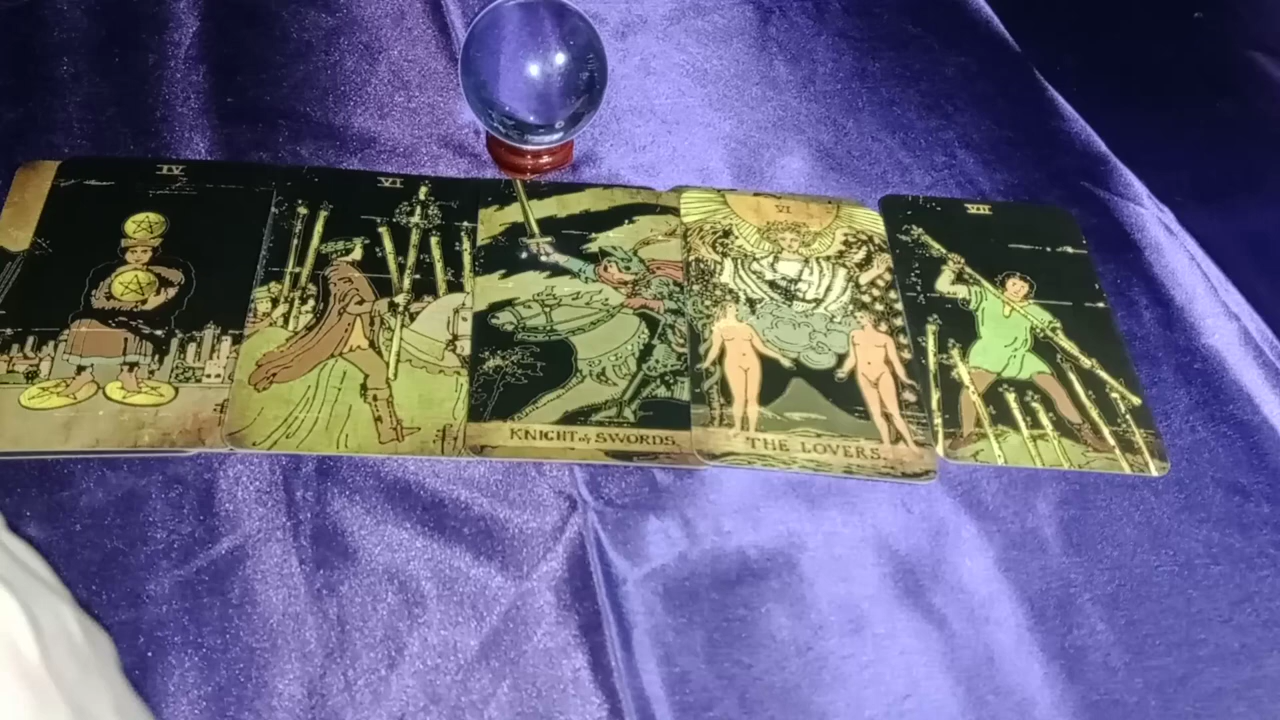 IV
VI
KNIGHT of SWORDS.
VI
THE LOVERS.
VII